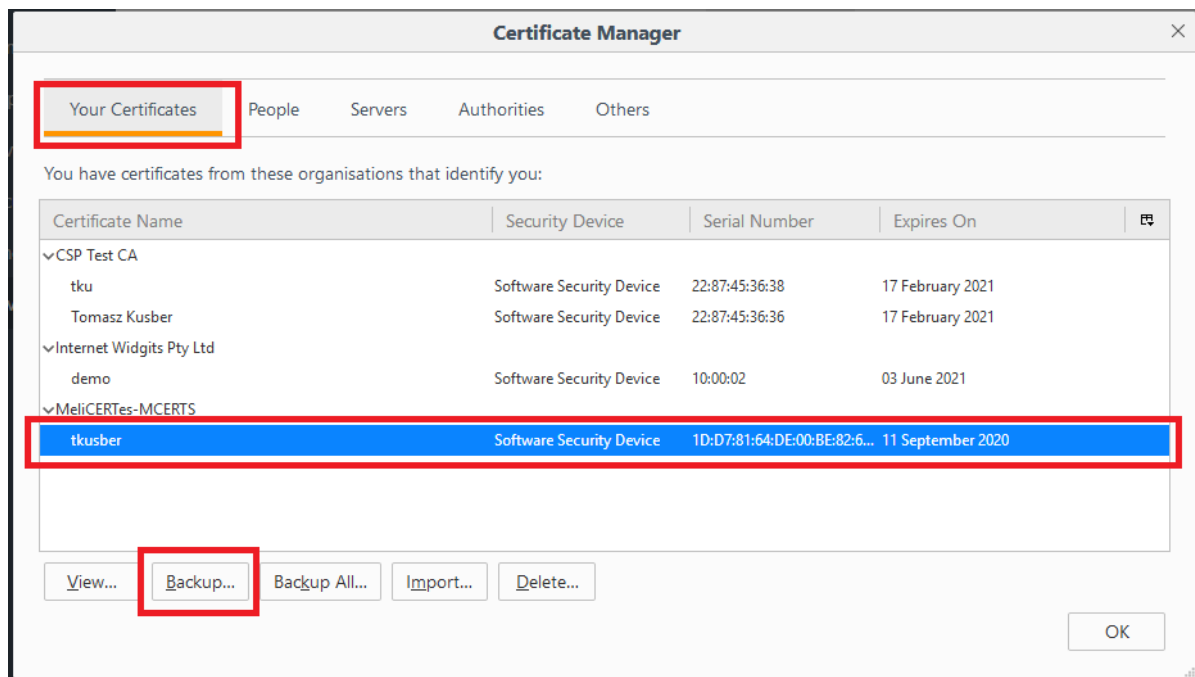 Certificate Manager
Your Certificates People Servers Authorities Others
You have certificates from these organisations that identify you:
Certificate Name Security Device Serial Number Expires On
CSP Test CA
tku Software Security Device 22:87:45:36:38 17 February 2021
Tomasz Kusber Software Security Device 22:87:45:36:36 17 February 2021
Internet Widgits Pty Ltd
demo Software Security Device 10:00:02 03 June 2021
MeliCERTes-MCERTS
tkusber Software Security Device 1D:D7:81:64:DE:00:BE:82:6... 11 September 2020
View... Backup... Backup All... Import... Delete...
OK